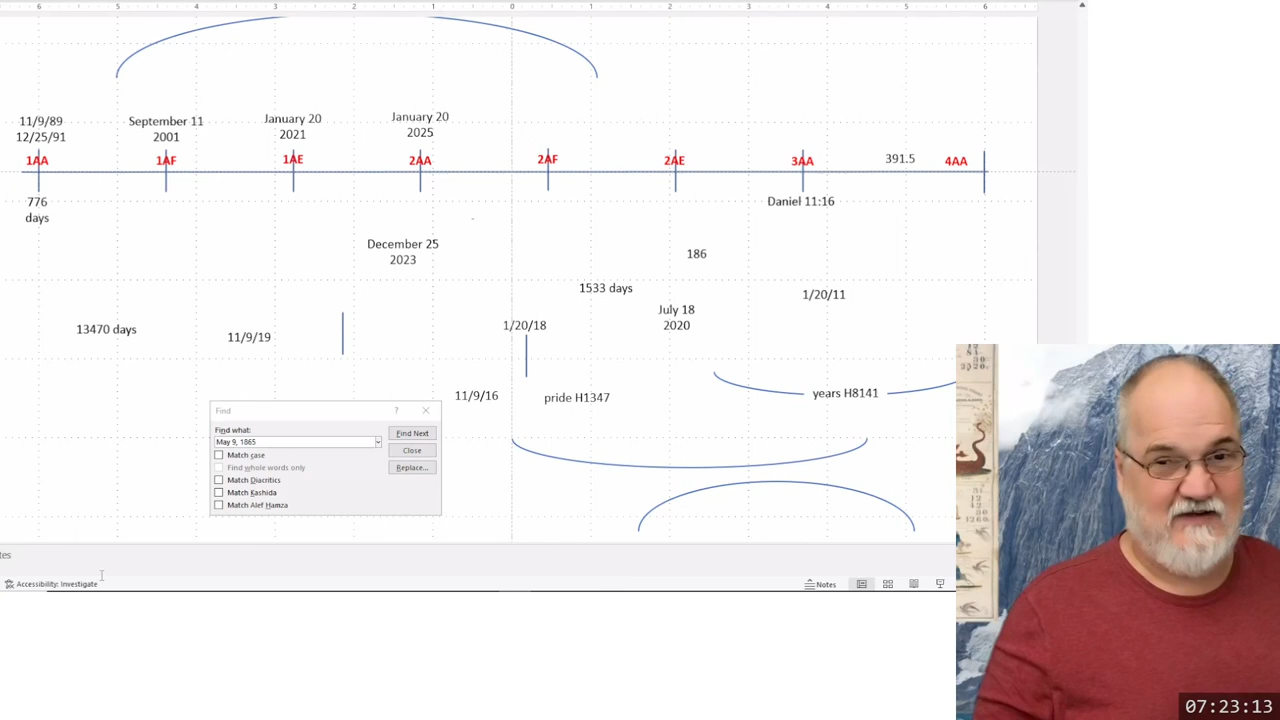 6 5 4 3 2 1 0 1 2 3 4 5 6
11/9/89
12/25/91
September 11
2001
January 20
2021
January 20
2025
1AA 1AF 1AE 2AA 2AF 2AE 3AA 391.5 4AA
776
days
Daniel 11:16
December 25
2023
186
1533 days
1/20/11
July 18
2020
13470 days
11/9/19
1/20/18
11/9/16
pride H1347
years H8141
Find ?
Find what:
May 9, 1865
Find Next
Match case
Close
Find whole words only
Replace...
Match Diacritics
Match Kashida
Match Alef Hamza
tes
Accessibility: Investigate
Notes
07:23:13